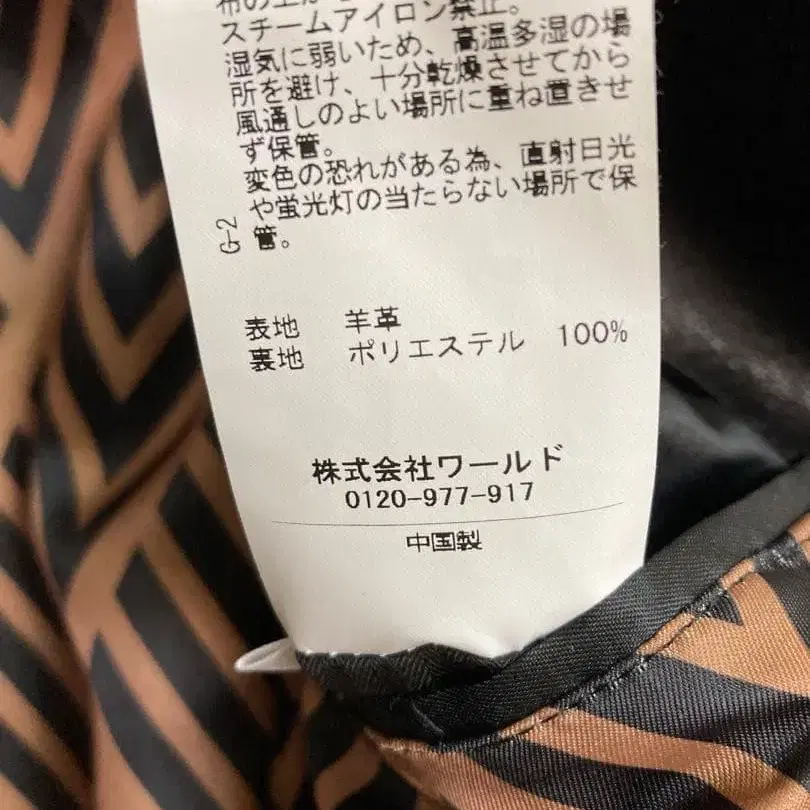 スチームアイロン禁止。
湿気に弱いため、高温多湿の場
所を避け、十分乾燥させてから
風通しのよい場所に重ね置きせ
ず保管。
変色の恐れがある為、直射日光
や蛍光灯の当たらない場所で保
管。
G-2
表地 羊革
裏地 ポリエステル 100%
株式会社ワールド
0120-977-917
中国製